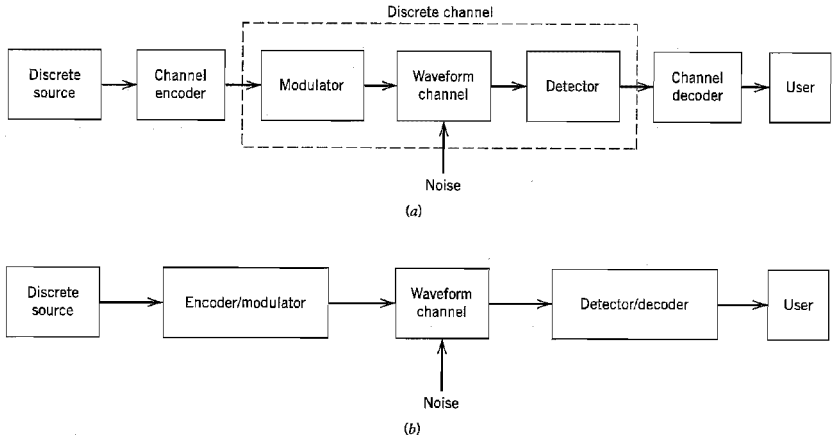 Discrete channel
Discrete
source
Channel
encoder
Modulator
Waveform
channel
Detector
Channel
decoder
User
Noise
(a)
Discrete
source
Encoder/modulator
Waveform
channel
Detector/decoder
User
Noise
(b)